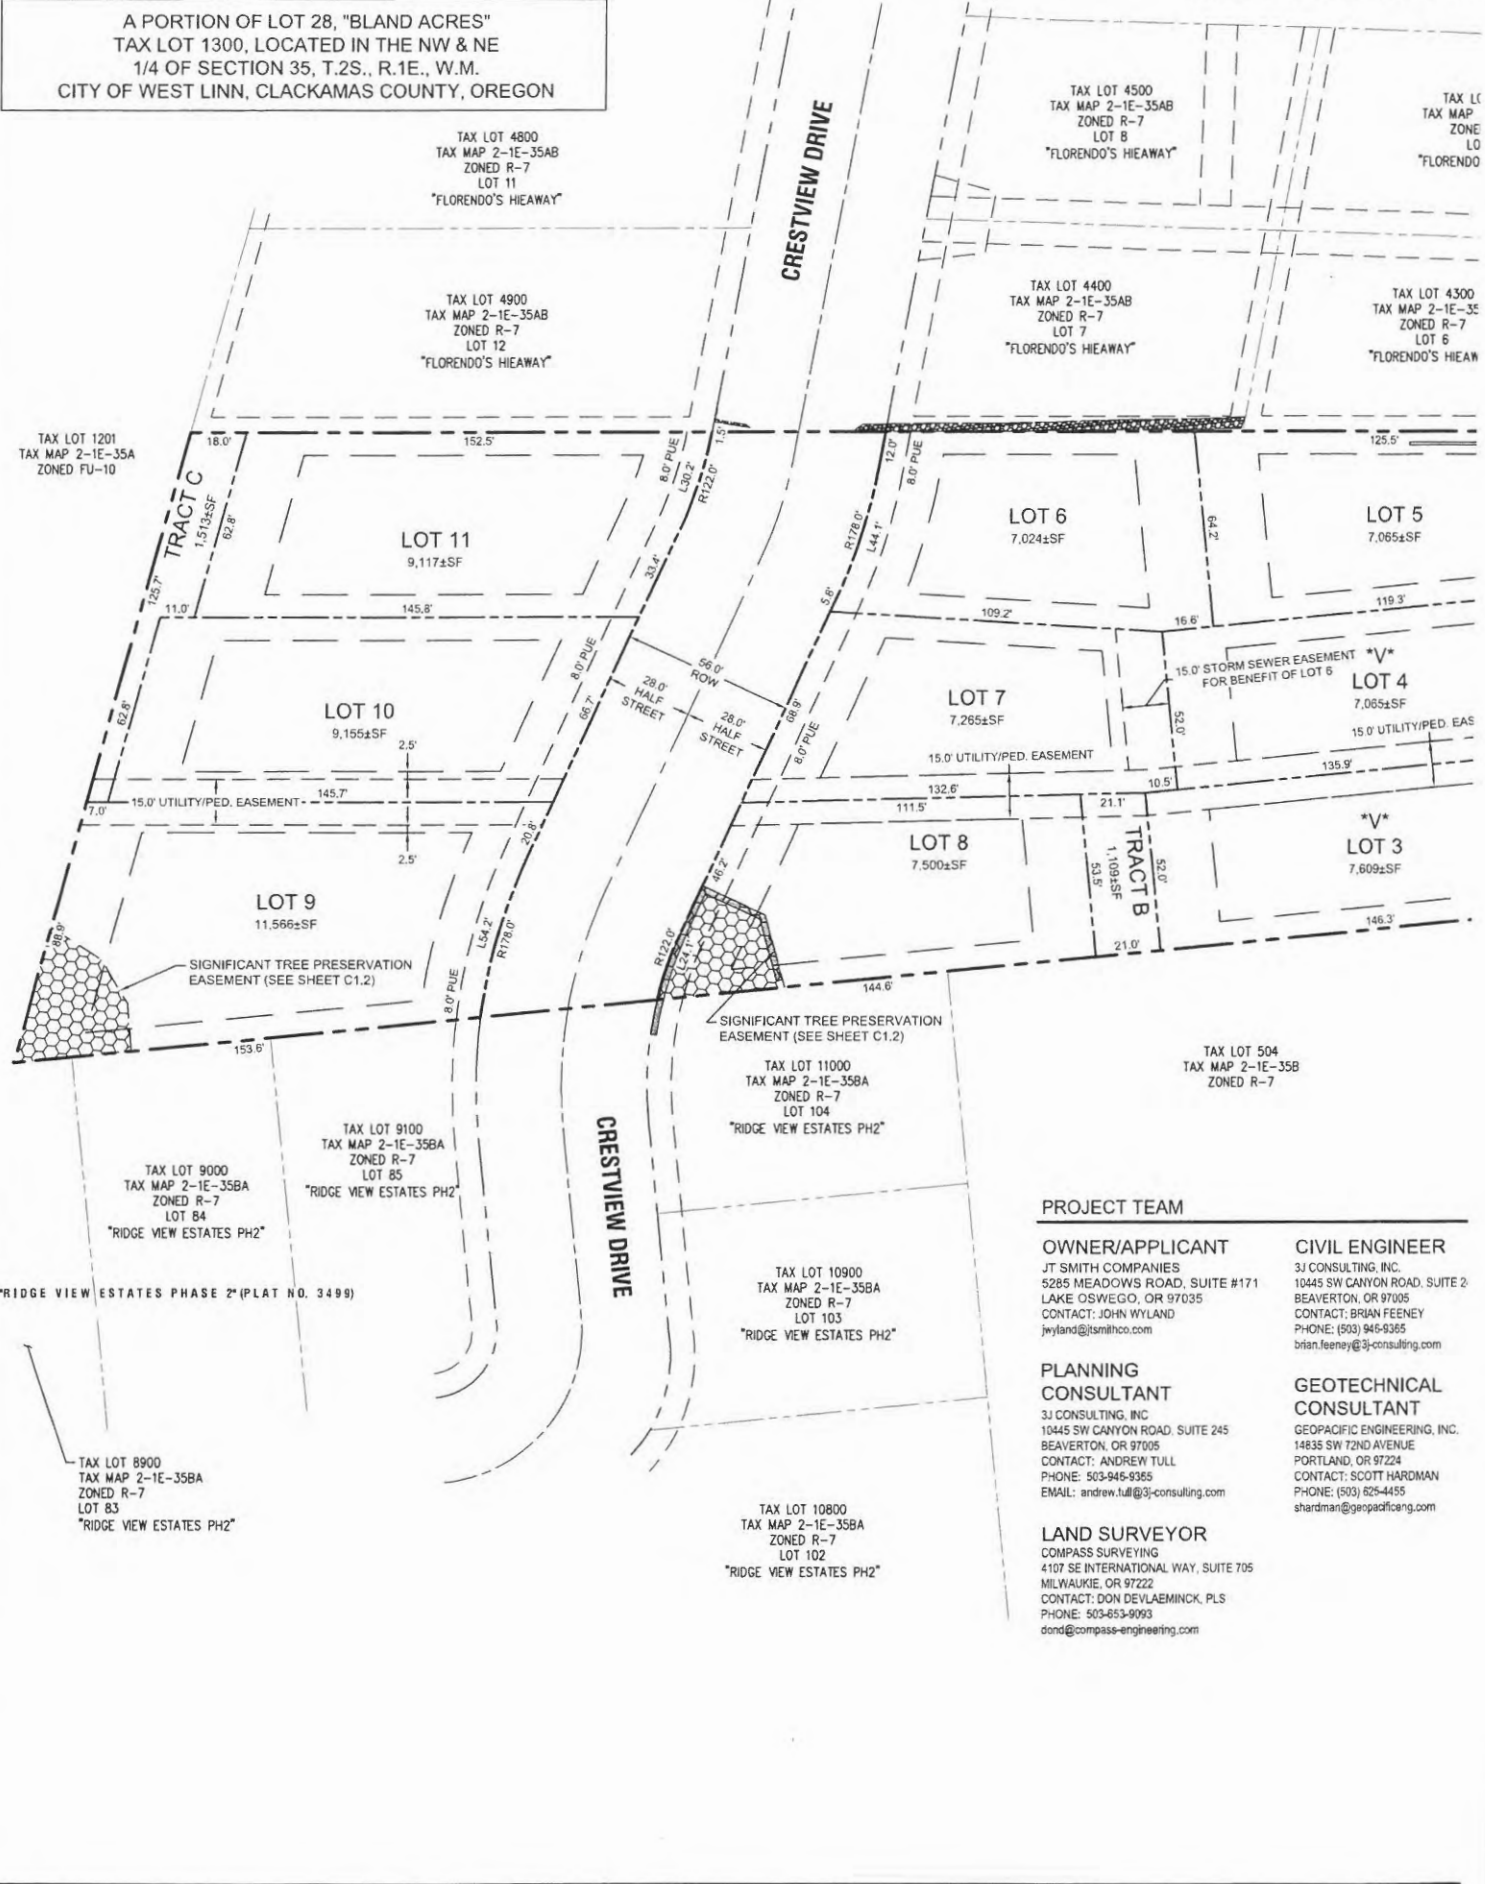 A PORTION OF LOT 28, "BLAND ACRES"
TAX LOT 1300, LOCATED IN THE NW & NE
1/4 OF SECTION 35, T.2S., R.1E., W.M.
CITY OF WEST LINN, CLACKAMAS COUNTY, OREGON
TAX LOT 4800
TAX MAP 2-1E-35AB
ZONED R-7
LOT 11
"FLORENDO'S HIEAWAY"
CRESTVIEW DRIVE
TAX LOT 4500
TAX MAP 2-1E-35AB
ZONED R-7
LOT 8
"FLORENDO'S HIEAWAY"
TAX
TAX MAP
"FLORENDO
TAX LOT 4900
TAX MAP 2-1E-35AB
ZONED R-7
LOT 12
"FLORENDO'S HIEAWAY"
TAX LOT 4400
TAX MAP 2-1E-35AB
ZONED R-7
LOT 7
"FLORENDO'S HIEAWAY"
TAX LOT 4300
TAX MAP 2-1E-35
ZONED R-7
LOT 6
"FLORENDO'S HIEAW
TAX LOT 1201
TAX MAP 2-1E-35A
ZONED FU-10
18.0'
152.5'
1.5'
12.0'
125.5'
TRACT C
1,513±SF
62.8'
125.7'
LOT 11
9,117±SF
8.0' PUE
L30.2'
R122.0'
33.4'
R178.0'
L44.1'
8.0' PUE
5.8'
LOT 6
7,024±SF
64.2'
LOT 5
7,065±SF
11.0'
145.8'
109.2'
16.6'
119.3'
62.8'
LOT 10
9,155±SF
8.0' PUE
66.7'
56.0'
ROW
28.0'
HALF
STREET
28.0'
HALF
STREET
68.9'
8.0' PUE
LOT 7
7,265±SF
15.0' STORM SEWER EASEMENT
FOR BENEFIT OF LOT 6
52.0'
*V*
LOT 4
7,065±SF
15.0' UTILITY/PED. EAS
2.5'
15.0' UTILITY/PED. EASEMENT
145.7'
7.0'
2.5'
20.8'
15.0' UTILITY/PED. EASEMENT
132.6'
111.5'
10.5'
21.1'
135.9'
LOT 9
11,566±SF
88.9'
L54.2'
R178.0'
8.0' PUE
46.2'
R122.0'
L24.1'
LOT 8
7,500±SF
53.5'
TRACT B
1,109±SF
52.0'
*V*
LOT 3
7,609±SF
146.3'
21.0'
144.6'
153.6'
SIGNIFICANT TREE PRESERVATION
EASEMENT (SEE SHEET C1.2)
SIGNIFICANT TREE PRESERVATION
EASEMENT (SEE SHEET C1.2)
TAX LOT 504
TAX MAP 2-1E-35B
ZONED R-7
TAX LOT 11000
TAX MAP 2-1E-35BA
ZONED R-7
LOT 104
"RIDGE VIEW ESTATES PH2"
TAX LOT 9100
TAX MAP 2-1E-35BA
ZONED R-7
LOT 85
"RIDGE VIEW ESTATES PH2"
TAX LOT 9000
TAX MAP 2-1E-35BA
ZONED R-7
LOT 84
"RIDGE VIEW ESTATES PH2"
CRESTVIEW DRIVE
"RIDGE VIEW ESTATES PHASE 2" (PLAT NO. 3499)
TAX LOT 10900
TAX MAP 2-1E-35BA
ZONED R-7
LOT 103
"RIDGE VIEW ESTATES PH2"
TAX LOT 8900
TAX MAP 2-1E-35BA
ZONED R-7
LOT 83
"RIDGE VIEW ESTATES PH2"
TAX LOT 10800
TAX MAP 2-1E-35BA
ZONED R-7
LOT 102
"RIDGE VIEW ESTATES PH2"
PROJECT TEAM
OWNER/APPLICANT
JT SMITH COMPANIES
5285 MEADOWS ROAD, SUITE #171
LAKE OSWEGO, OR 97035
CONTACT: JOHN WYLAND
jwyland@jtsmithco.com
PLANNING
CONSULTANT
3J CONSULTING, INC
10445 SW CANYON ROAD, SUITE 245
BEAVERTON, OR 97005
CONTACT: ANDREW TULL
PHONE: 503-946-9365
EMAIL: andrew.tull@3j-consulting.com
LAND SURVEYOR
COMPASS SURVEYING
4107 SE INTERNATIONAL WAY, SUITE 705
MILWAUKIE, OR 97222
CONTACT: DON DEVLAEMINCK, PLS
PHONE: 503-653-9093
dond@compass-engineering.com
CIVIL ENGINEER
3J CONSULTING, INC.
10445 SW CANYON ROAD, SUITE 2
BEAVERTON, OR 97005
CONTACT: BRIAN FEENEY
PHONE: (503) 946-9365
brian.feeney@3j-consulting.com
GEOTECHNICAL
CONSULTANT
GEOPACIFIC ENGINEERING, INC.
14835 SW 72ND AVENUE
PORTLAND, OR 97224
CONTACT: SCOTT HARDMAN
PHONE: (503) 625-4455
shardman@geopacificeng.com